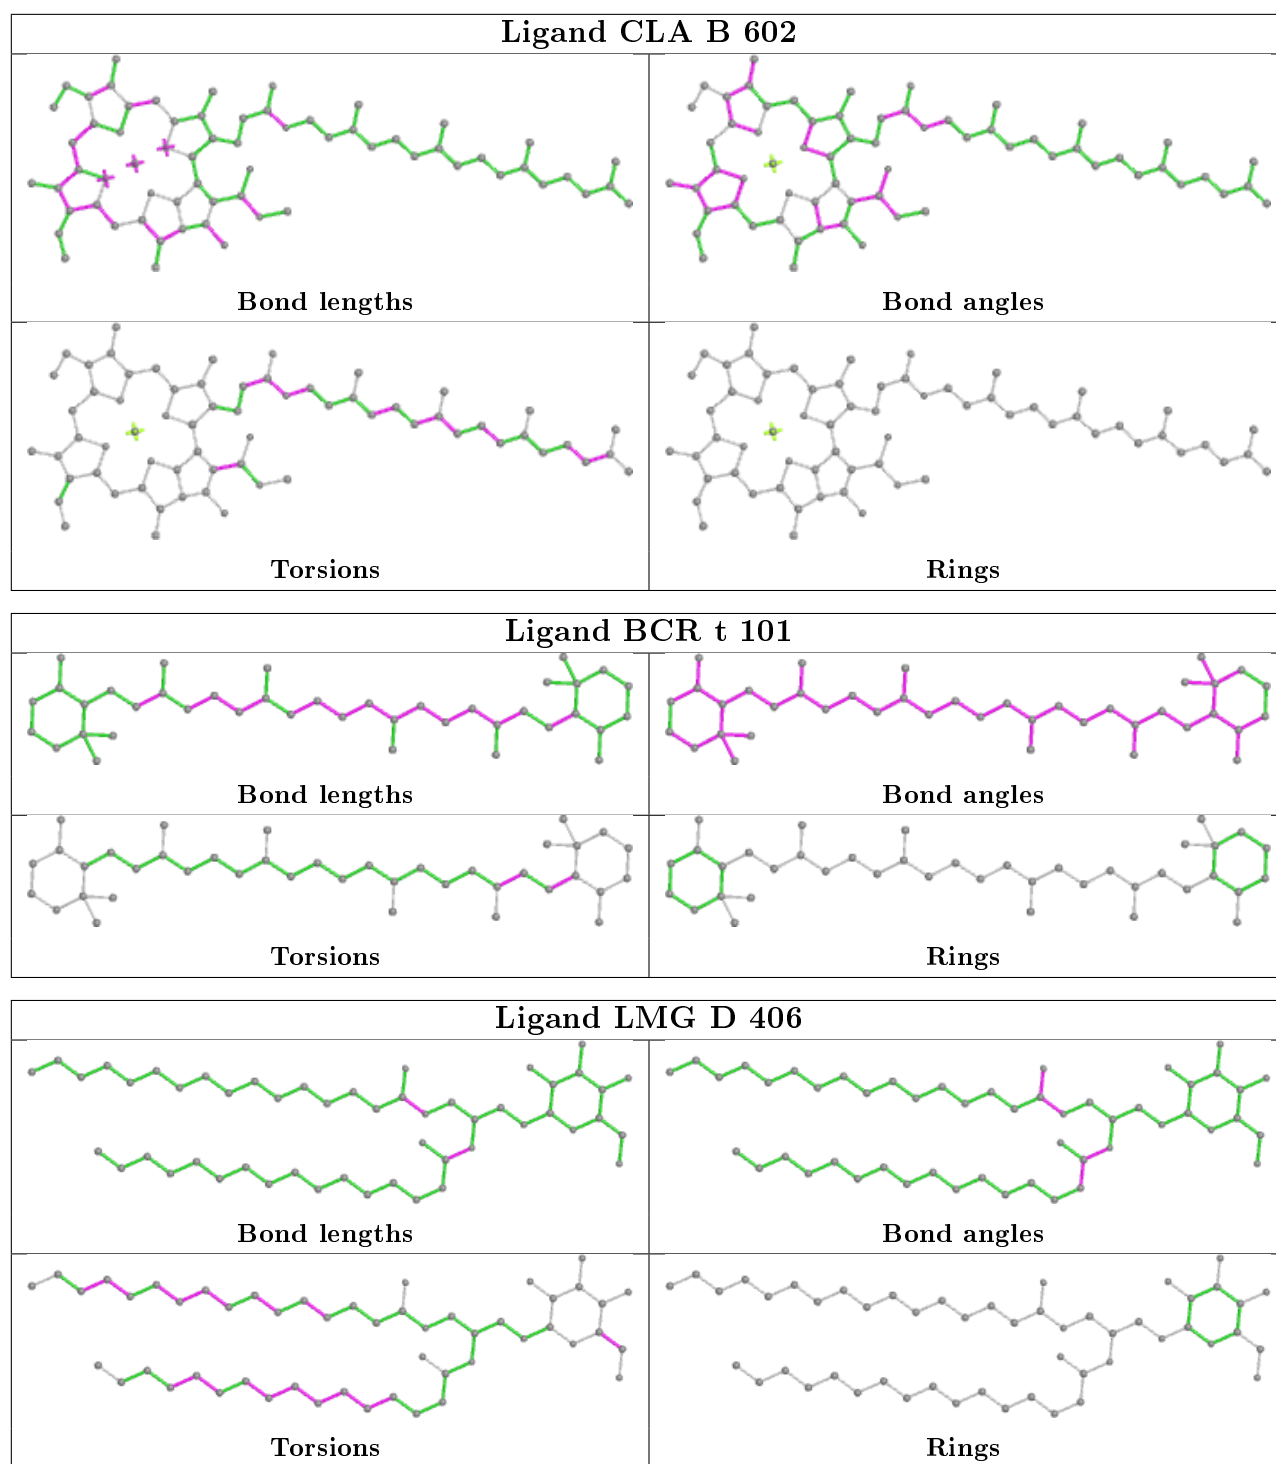 Ligand CLA B 602
Bond lengths
Bond angles
Torsions
Rings
Ligand BCR t 101
Bond lengths
Bond angles
Torsions
Rings
Ligand LMG D 406
Bond lengths
Bond angles
Torsions
Rings